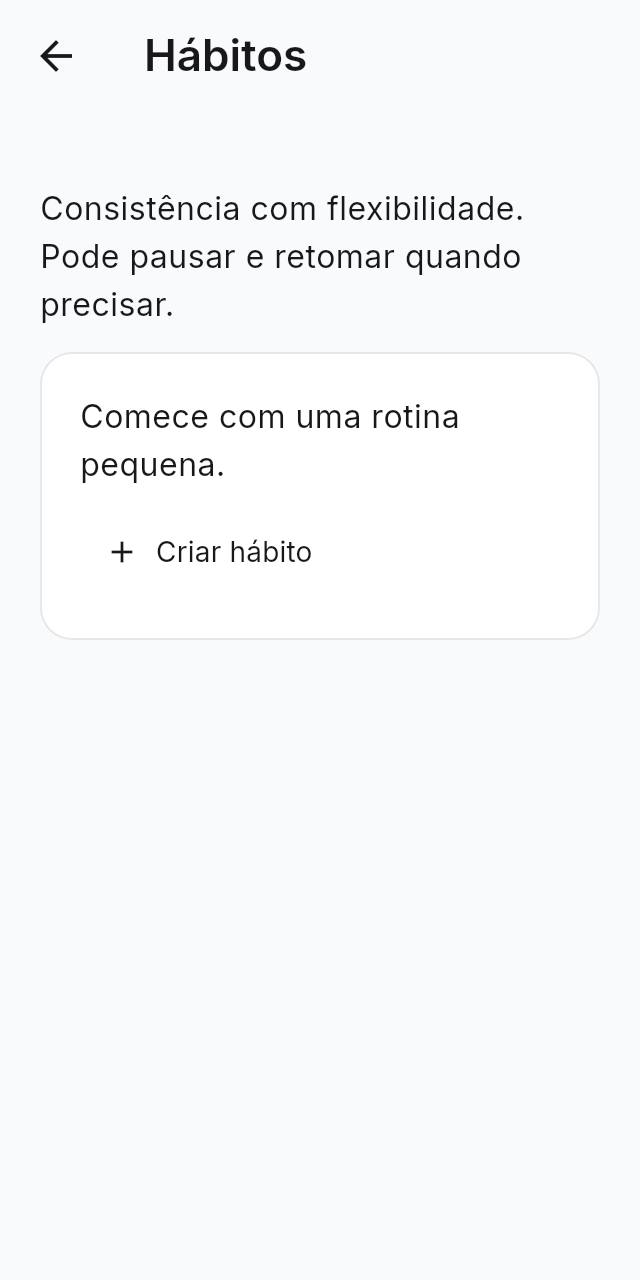 Hábitos
Consistência com flexibilidade.
Pode pausar e retomar quando
precisar.
Comece com uma rotina
pequena.
Criar hábito